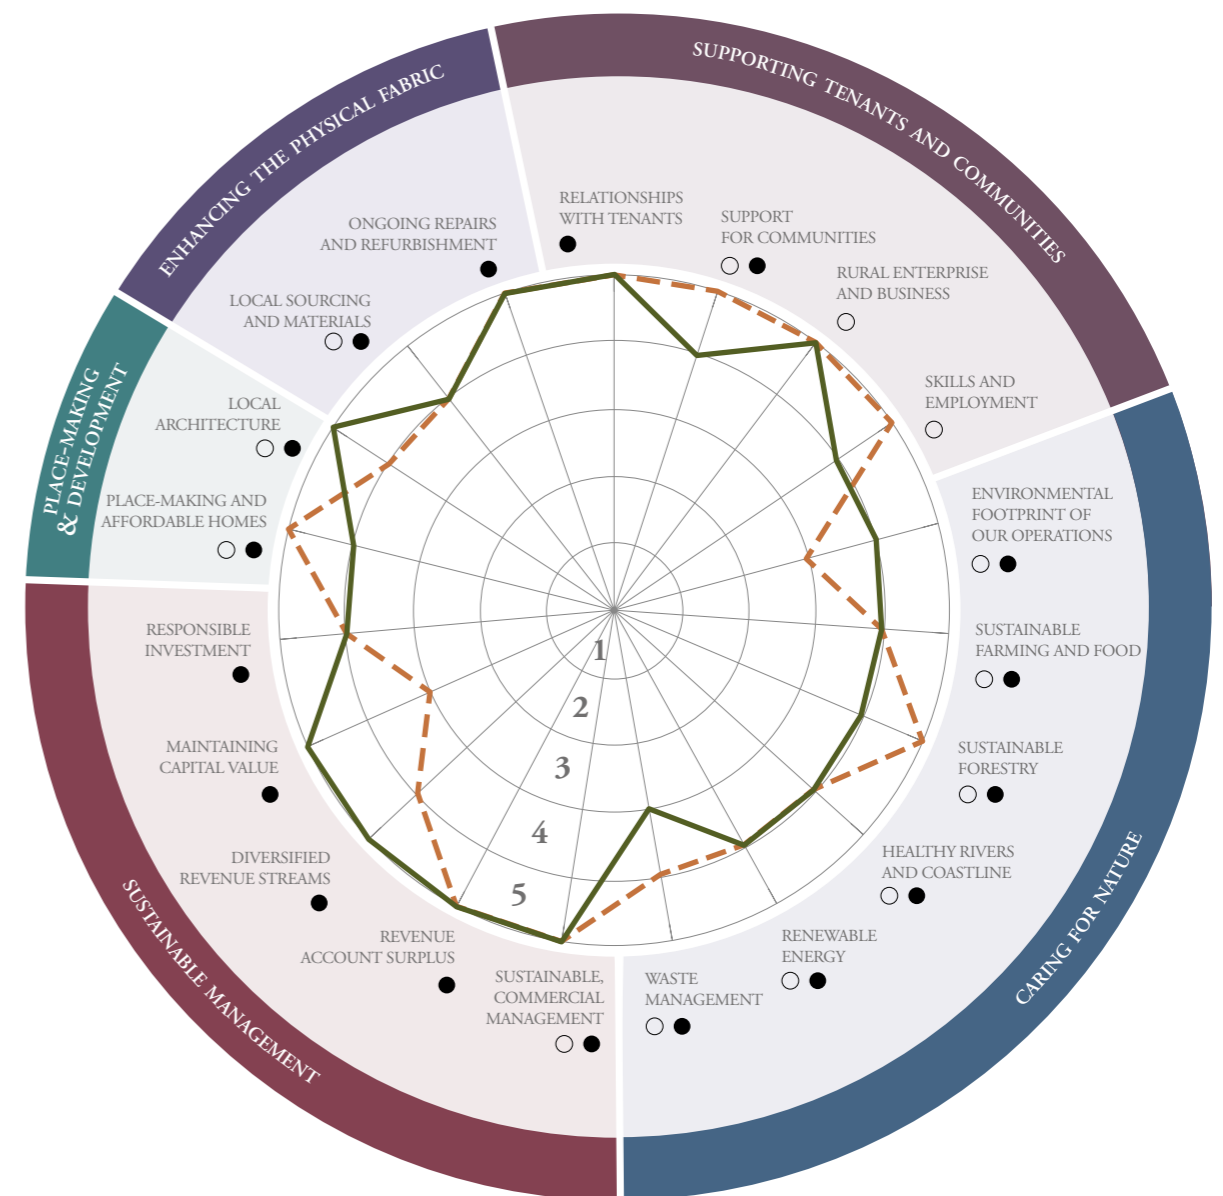 SUPPORTING TENANTS AND COMMUNITIES
RELATIONSHIPS
WITH TENANTS
SUPPORT
FOR COMMUNITIES
RURAL ENTERPRISE
AND BUSINESS
SKILLS AND
EMPLOYMENT
CARING FOR NATURE
ENVIRONMENTAL
FOOTPRINT OF
OUR OPERATIONS
SUSTAINABLE
FARMING AND FOOD
SUSTAINABLE
FORESTRY
HEALTHY RIVERS
AND COASTLINE
RENEWABLE
ENERGY
WASTE
MANAGEMENT
SUSTAINABLE MANAGEMENT
SUSTAINABLE,
COMMERCIAL
MANAGEMENT
REVENUE
ACCOUNT SURPLUS
DIVERSIFIED
REVENUE STREAMS
MAINTAINING
CAPITAL VALUE
RESPONSIBLE
INVESTMENT
PLACE-MAKING
& DEVELOPMENT
PLACE-MAKING AND
AFFORDABLE HOMES
LOCAL
ARCHITECTURE
ENHANCING THE PHYSICAL FABRIC
LOCAL SOURCING
AND MATERIALS
ONGOING REPAIRS
AND REFURBISHMENT
1
2
3
4
5